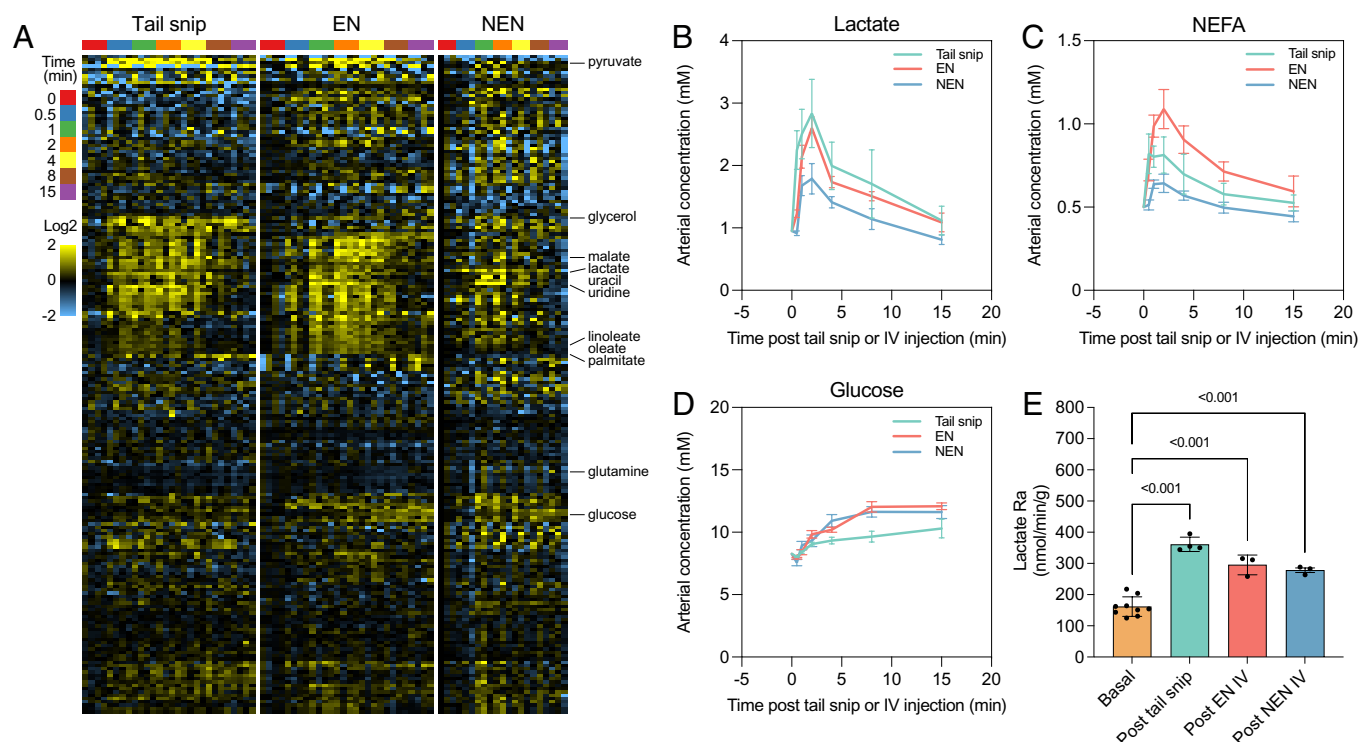 A
Tail snip
EN
NEN
Time
(min)
0
0.5
1
2
4
8
15
Log2
2
0
-2
pyruvate
glycerol
malate
lactate
uracil
uridine
linoleate
oleate
palmitate
glutamine
glucose
B
Lactate
Arterial concentration (mM)
4
3
2
1
0
Tail snip
EN
NEN
-5 0 5 10 15 20
Time post tail snip or IV injection (min)
C
NEFA
Arterial concentration (mM)
1.5
1.0
0.5
0.0
Tail snip
EN
NEN
-5 0 5 10 15 20
Time post tail snip or IV injection (min)
D
Glucose
Arterial concentration (mM)
20
15
10
5
0
Tail snip
EN
NEN
-5 0 5 10 15 20
Time post tail snip or IV injection (min)
E
Lactate Ra
(nmol/min/g)
800
700
600
500
400
300
200
100
0
<0.001
<0.001
<0.001
Basal
Post tail snip
Post EN IV
Post NEN IV